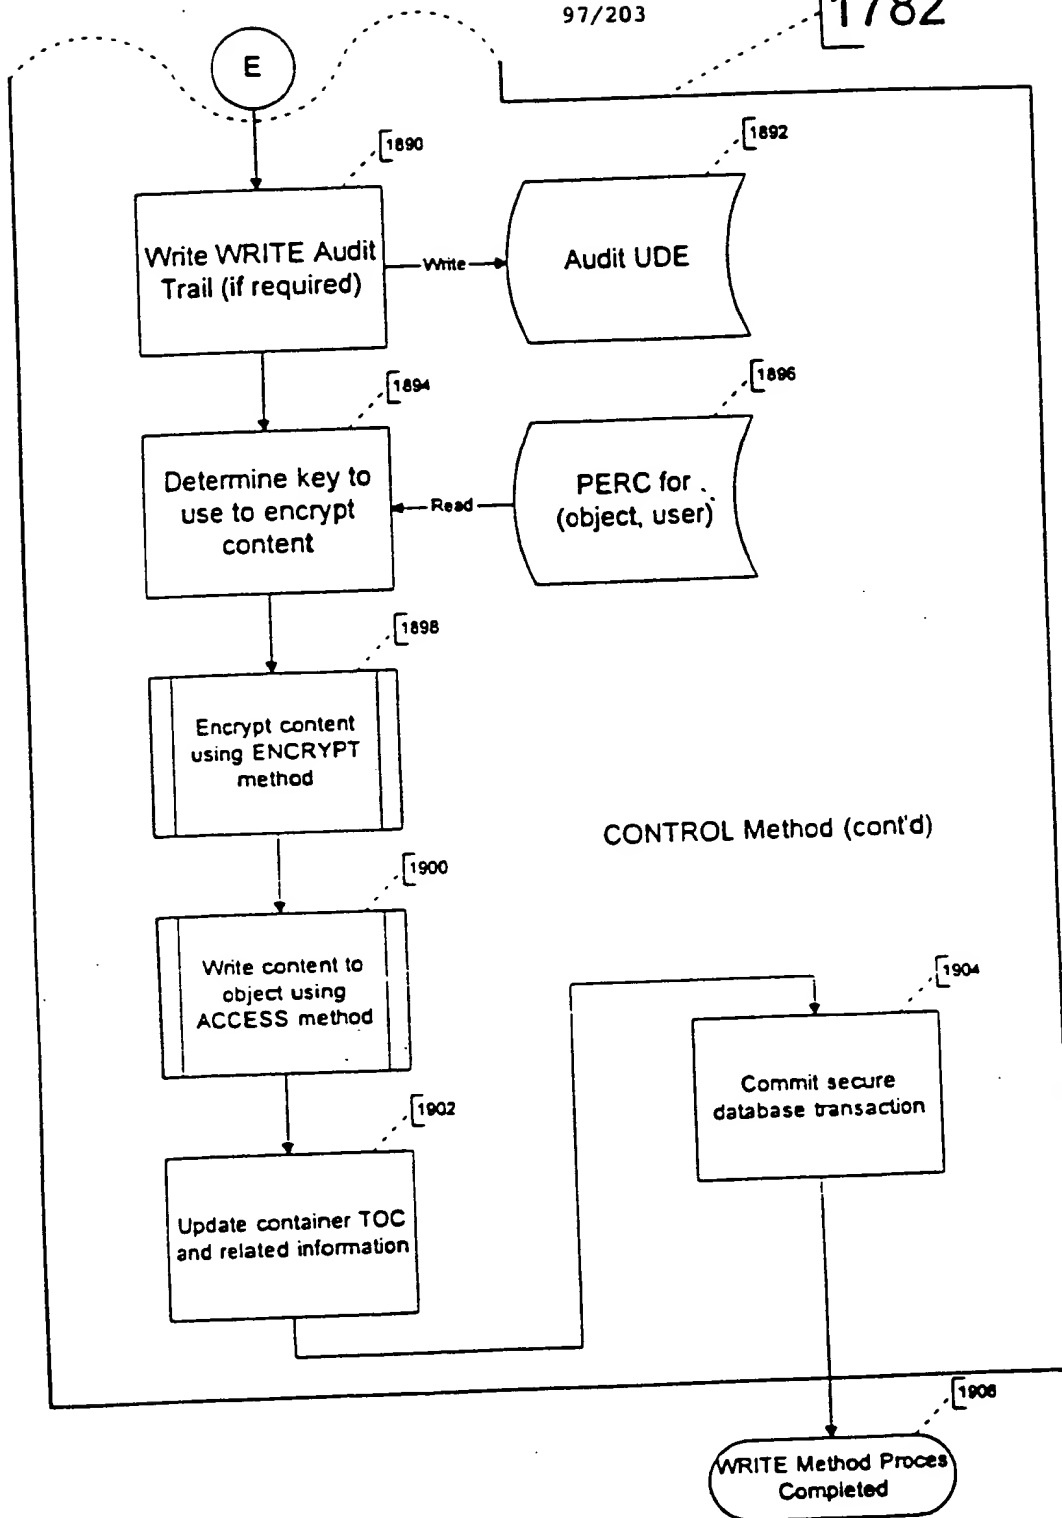 97/203
1782
E
1890
1892
Write WRITE Audit
Trail (if required)
Write
Audit UDE
1894
1896
Determine key to
use to encrypt
content
Read
PERC for
(object, user)
1898
Encrypt content
using ENCRYPT
method
CONTROL Method (cont'd)
1900
Write content to
object using
ACCESS method
1904
Commit secure
database transaction
1902
Update container TOC
and related information
1906
WRITE Method Proces
Completed